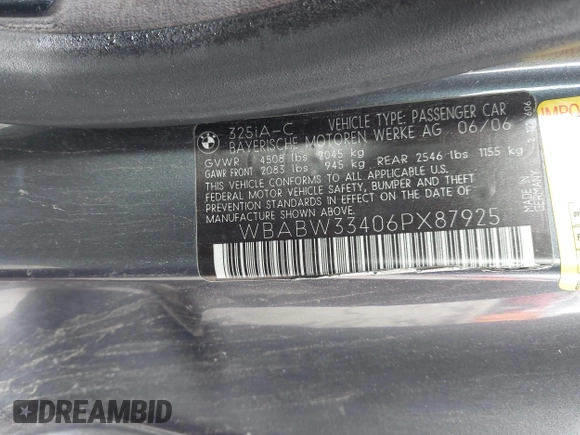 325iA-C VEHICLE TYPE: PASSENGER CAR
BAYERISCHE MOTOREN WERKE AG 06/06
GVWR 4508 lbs 2045 kg
GAWR FRONT 2083 lbs 945 kg REAR 2546 lbs 1155 kg
THIS VEHICLE CONFORMS TO ALL APPLICABLE U.S.
FEDERAL MOTOR VEHICLE SAFETY, BUMPER, AND THEFT
PREVENTION STANDARDS IN EFFECT ON THE DATE OF
MANUFACTURE SHOWN ABOVE.
WBABW33406PX87925
MADE IN
GERMANY
IMPO
DREAMBID